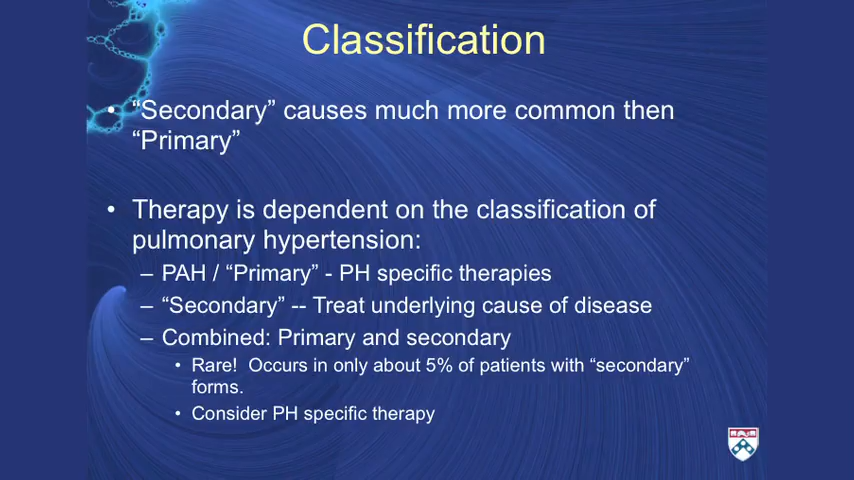 Classification
• “Secondary” causes much more common then
“Primary”
• Therapy is dependent on the classification of
pulmonary hypertension:
– PAH / “Primary” - PH specific therapies
– “Secondary” -- Treat underlying cause of disease
– Combined: Primary and secondary
• Rare!  Occurs in only about 5% of patients with “secondary”
forms.
• Consider PH specific therapy